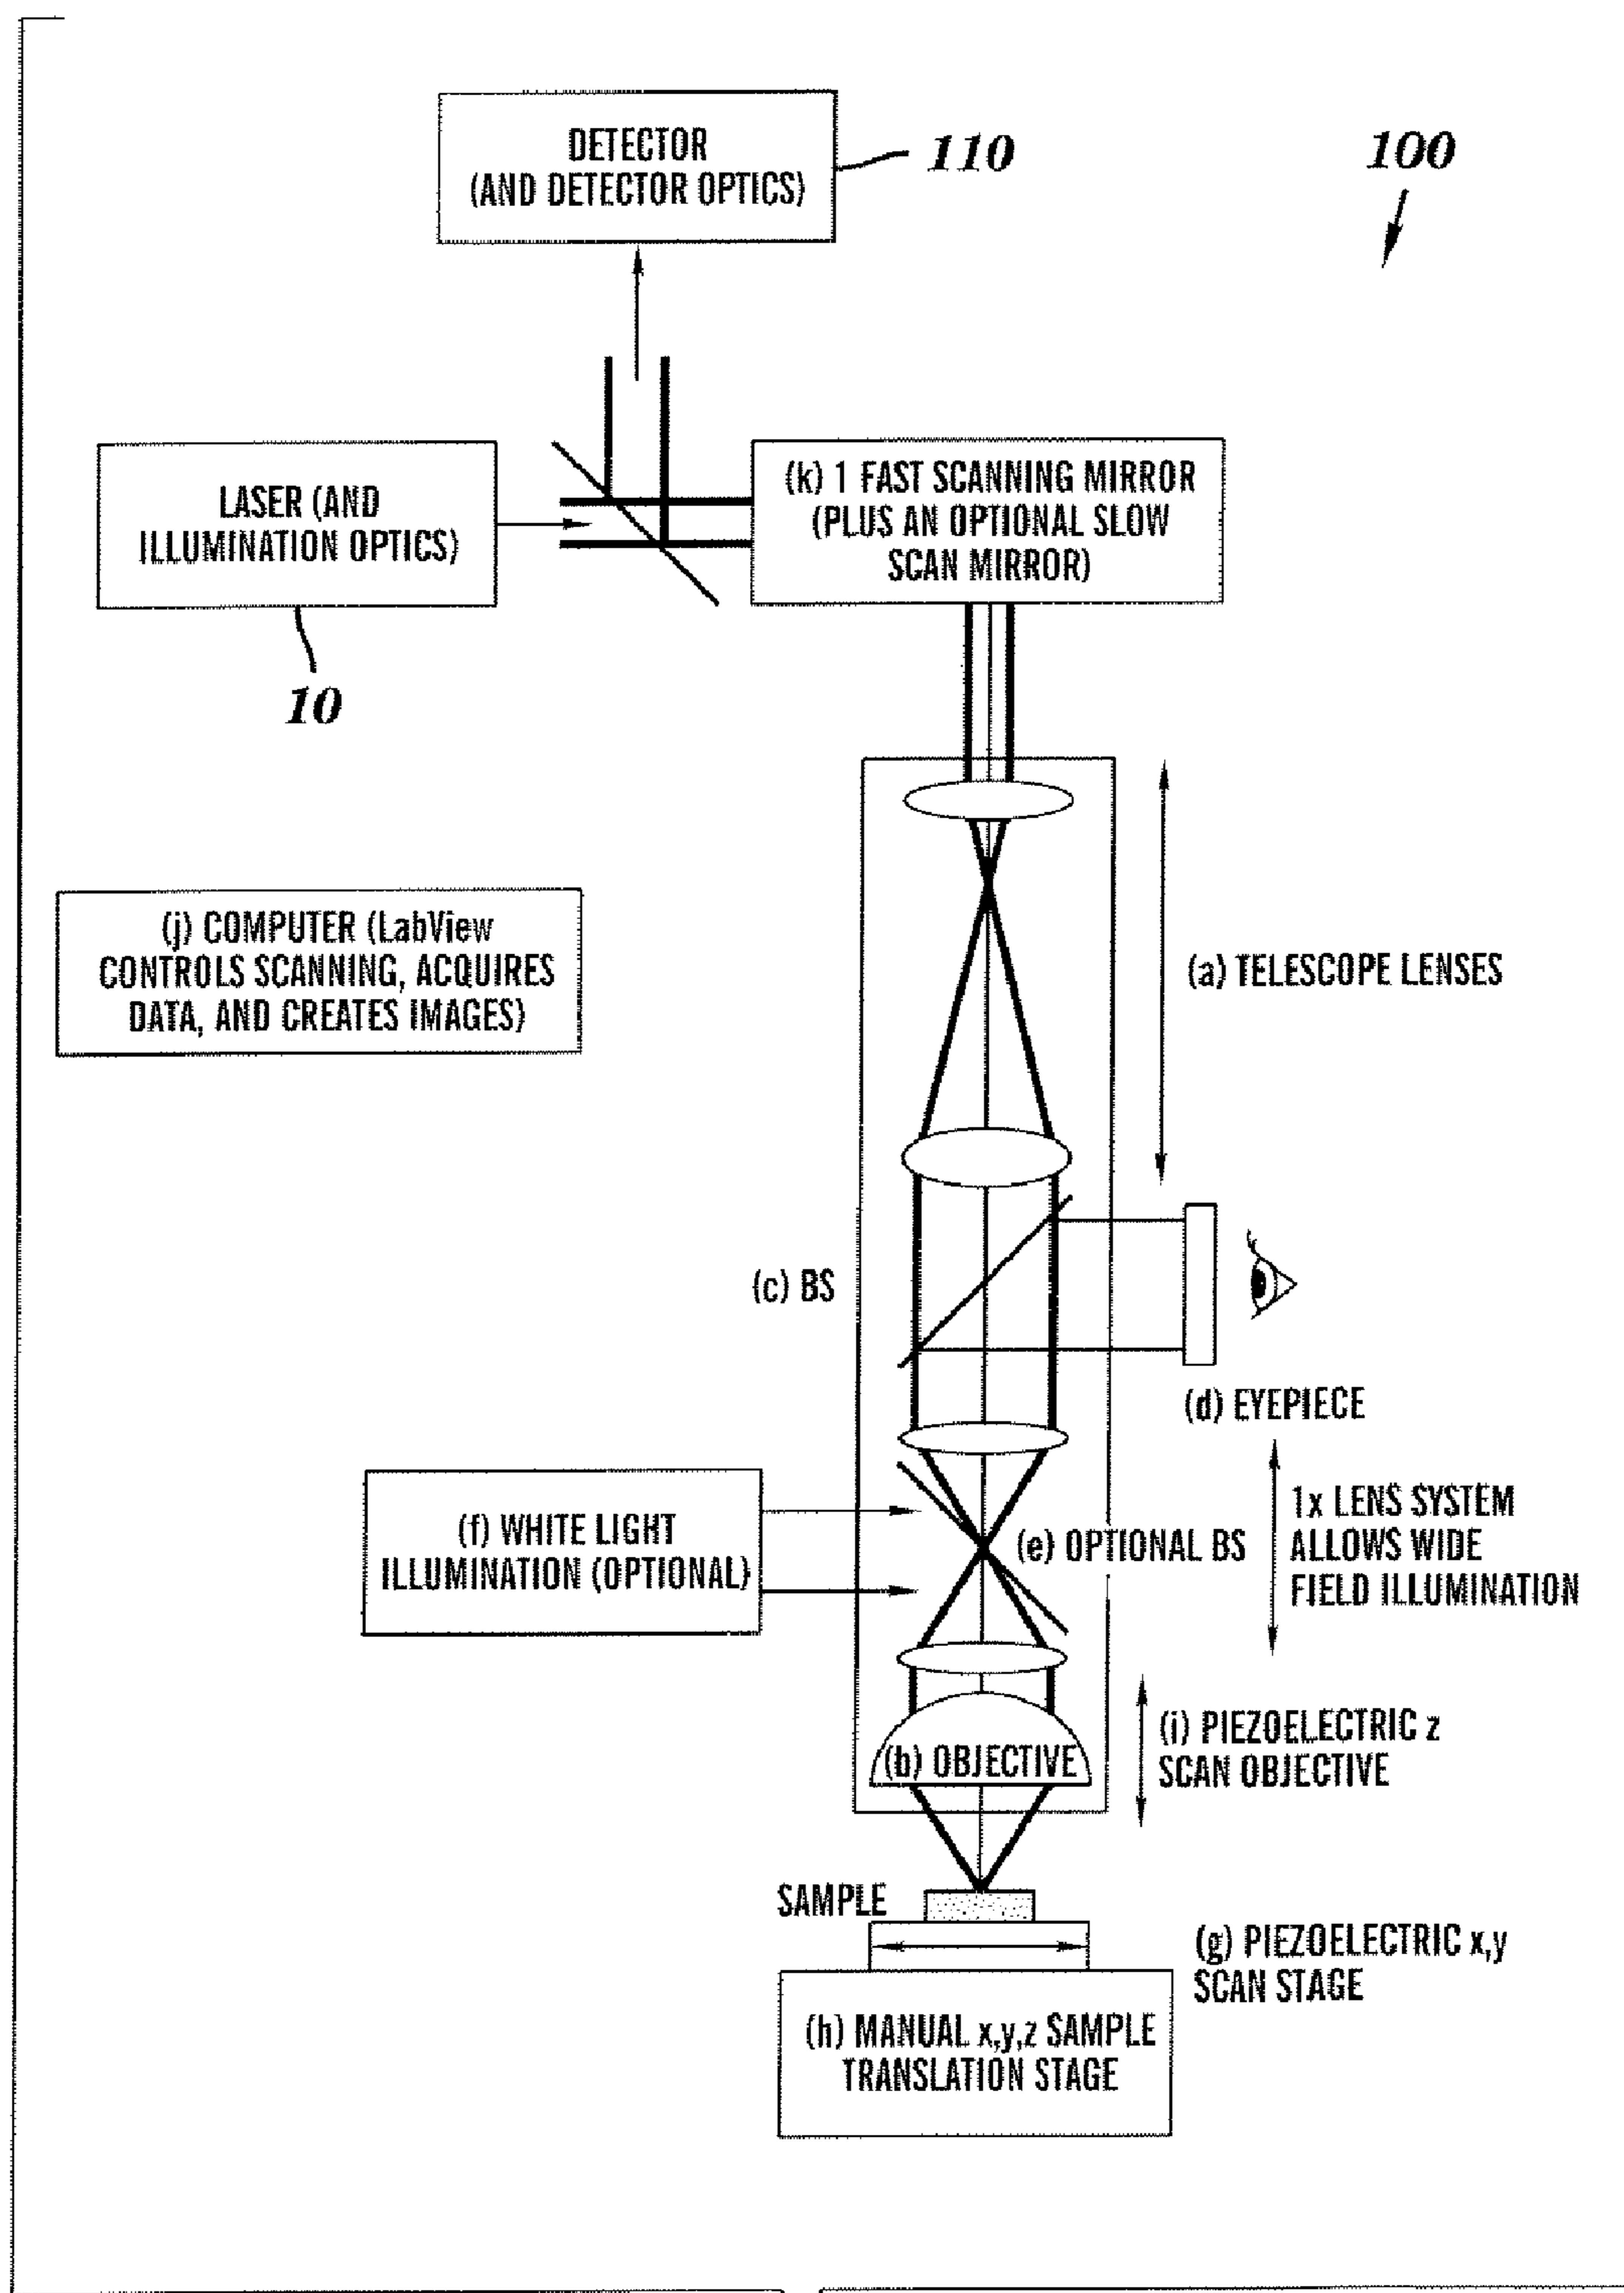 DETECTOR
(AND DETECTOR OPTICS)
110
100
LASER (AND
ILLUMINATION OPTICS)
10
(k) 1 FAST SCANNING MIRROR
(PLUS AN OPTIONAL SLOW
SCAN MIRROR)
(j) COMPUTER (LabView
CONTROLS SCANNING, ACQUIRES
DATA, AND CREATES IMAGES)
(a) TELESCOPE LENSES
(c) BS
(d) EYEPIECE
(f) WHITE LIGHT
ILLUMINATION (OPTIONAL)
(e) OPTIONAL BS
1x LENS SYSTEM
ALLOWS WIDE
FIELD ILLUMINATION
(b) OBJECTIVE
(i) PIEZOELECTRIC z
SCAN OBJECTIVE
SAMPLE
(g) PIEZOELECTRIC x,y
SCAN STAGE
(h) MANUAL x,y,z SAMPLE
TRANSLATION STAGE